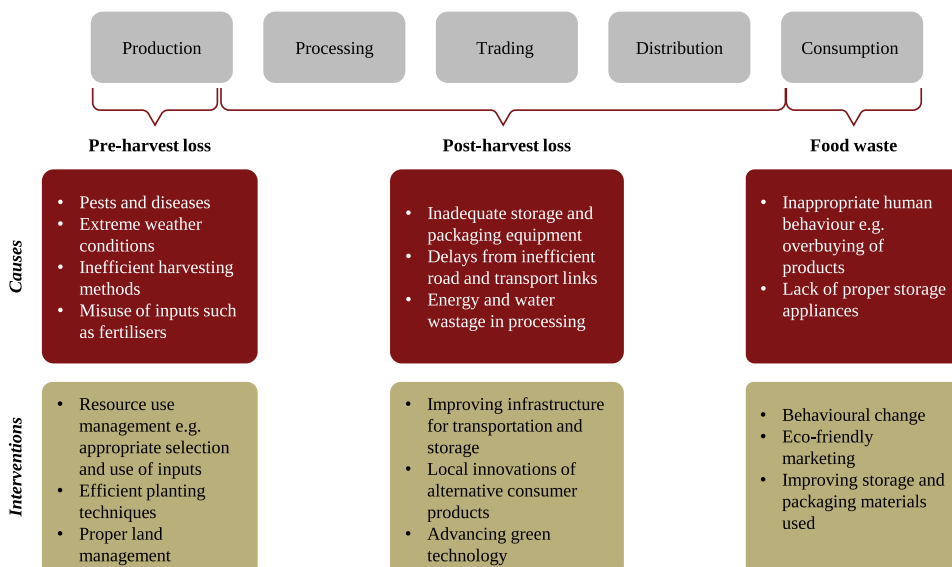 Production
Processing
Trading
Distribution
Consumption
Pre-harvest loss
Post-harvest loss
Food waste
Causes
• Pests and diseases
• Extreme weather
conditions
• Inefficient harvesting
methods
• Misuse of inputs such
as fertilisers
• Inadequate storage and
packaging equipment
• Delays from inefficient
road and transport links
• Energy and water
wastage in processing
• Inappropriate human
behaviour e.g.
overbuying of
products
• Lack of proper storage
appliances
Interventions
• Resource use
management e.g.
appropriate selection
and use of inputs
• Efficient planting
techniques
• Proper land
management
• Improving infrastructure
for transportation and
storage
• Local innovations of
alternative consumer
products
• Advancing green
technology
• Behavioural change
• Eco-friendly
marketing
• Improving storage and
packaging materials
used